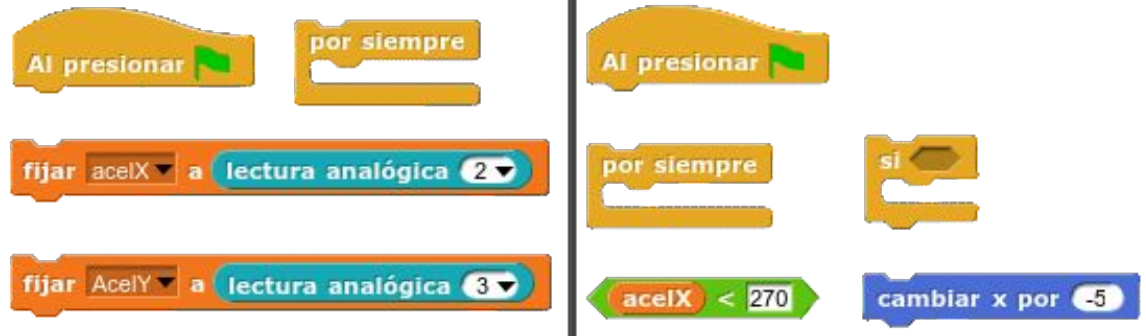 Al presionar
por siempre
fijar acelX a lectura analógica 2
fijar AcelY a lectura analógica 3
Al presionar
por siempre
si
acelX < 270
cambiar x por -5